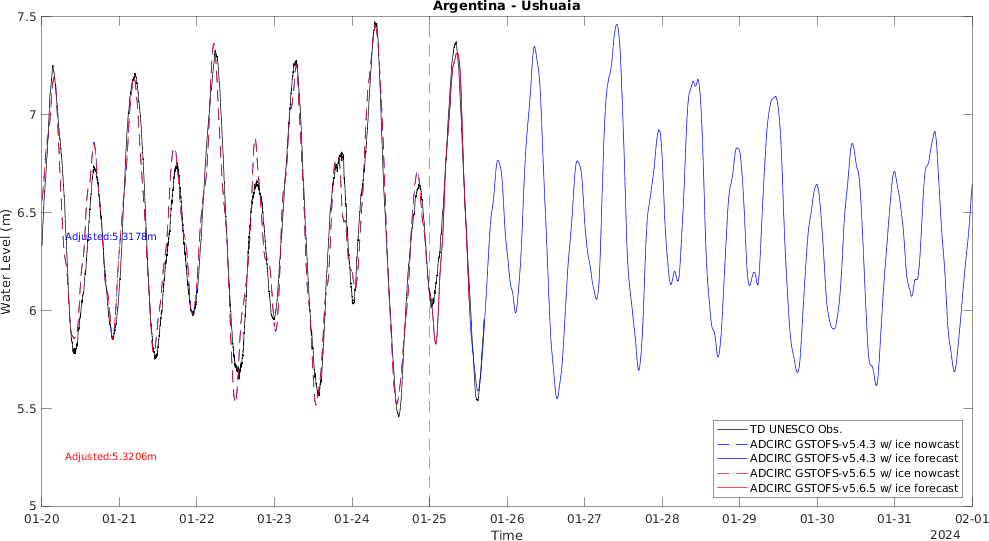 Argentina - Ushuaia
7.5
7
6.5
6
5.5
5
Water Level (m)
Adjusted:5.3178m
Adjusted:5.3206m
TD UNESCO Obs.
ADCIRC GSTOFS-v5.4.3 w/ ice nowcast
ADCIRC GSTOFS-v5.4.3 w/ ice forecast
ADCIRC GSTOFS-v5.6.5 w/ ice nowcast
ADCIRC GSTOFS-v5.6.5 w/ ice forecast
01-20 01-21 01-22 01-23 01-24 01-25 01-26 01-27 01-28 01-29 01-30 01-31 02-01
Time
2024